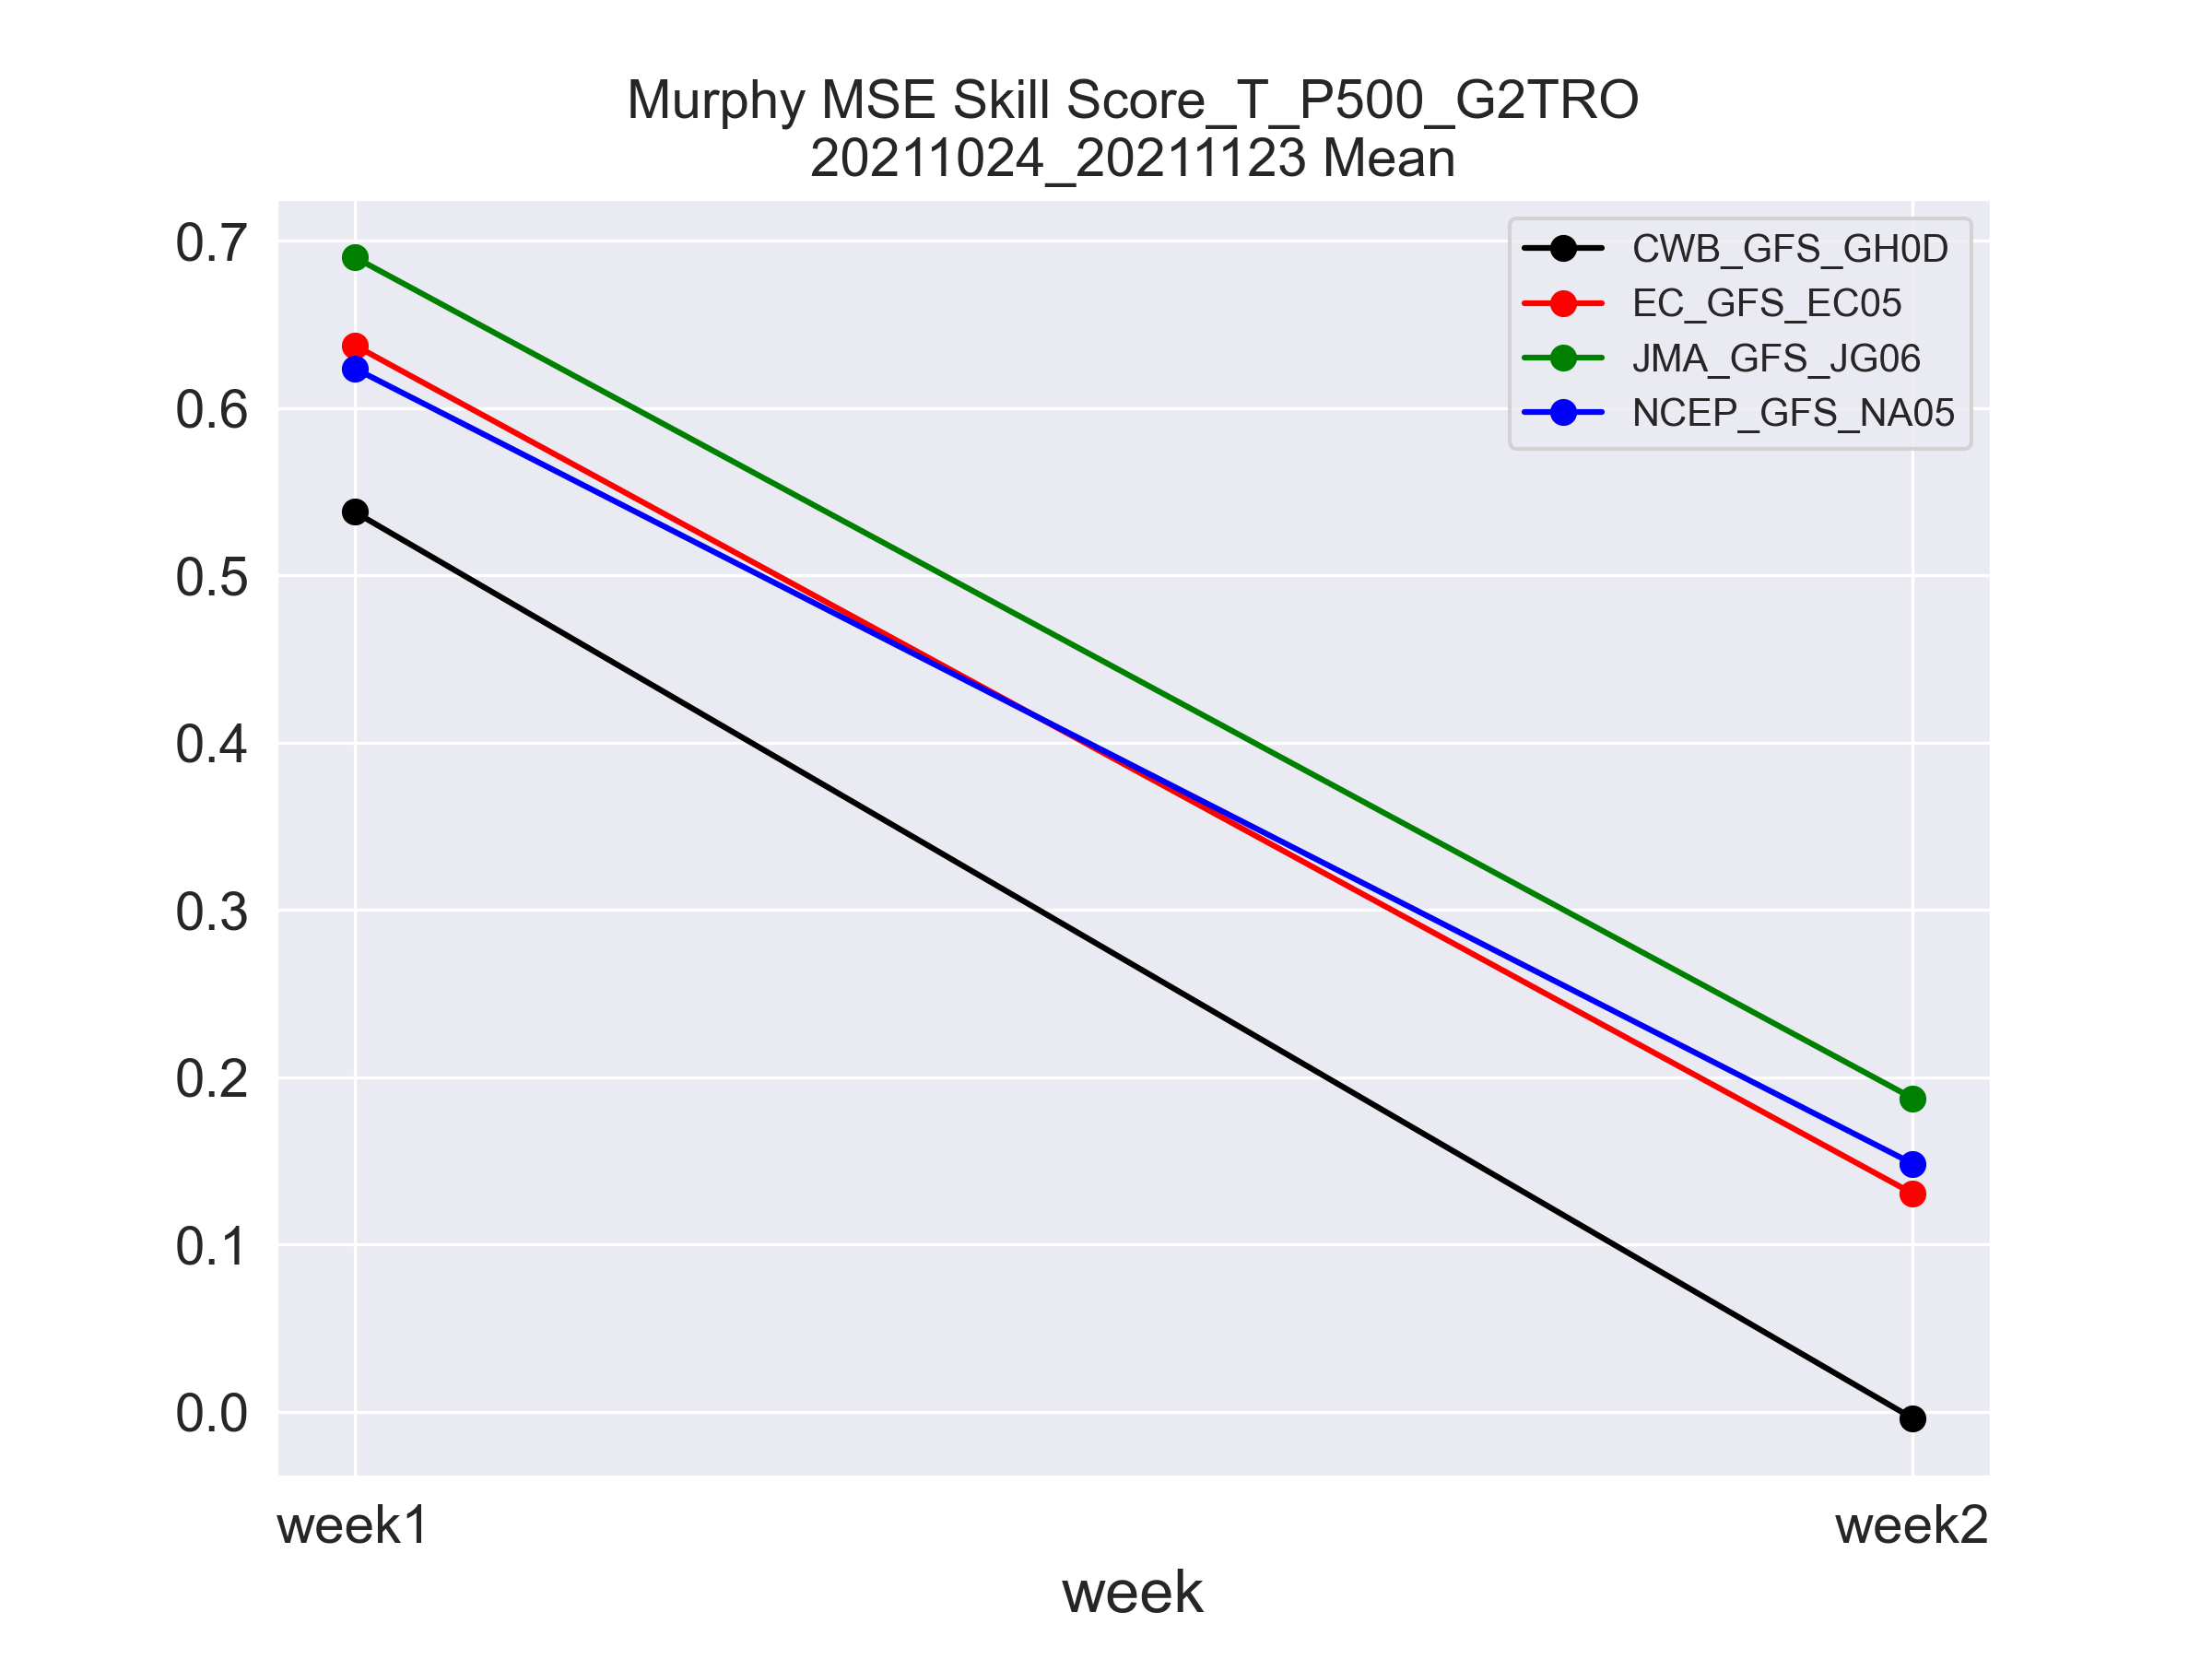 Murphy MSE Skill Score_T_P500_G2TRO
20211024_20211123 Mean
CWB_GFS_GH0D
EC_GFS_EC05
JMA_GFS_JG06
NCEP_GFS_NA05
0.7
0.6
0.5
0.4
0.3
0.2
0.1
0.0
week1
week2
week